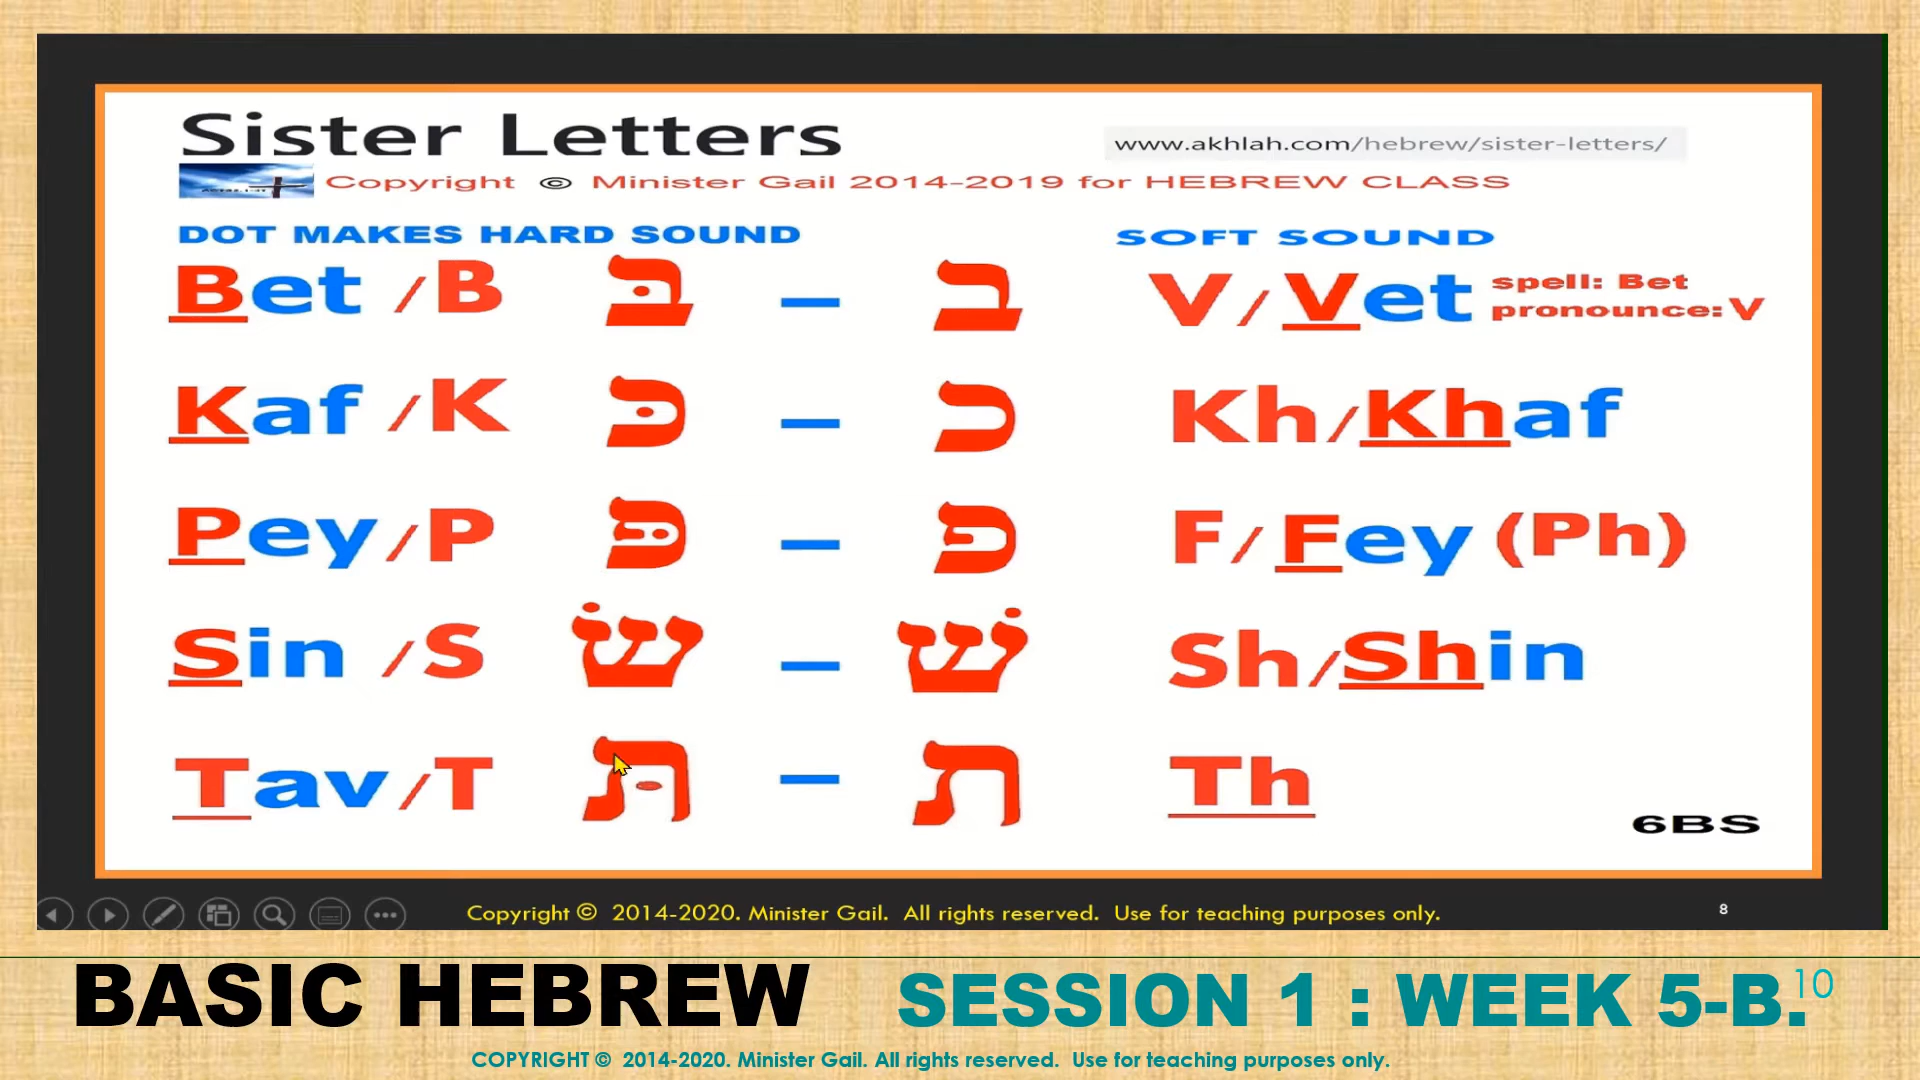 Sister Letters
www.akhlah.com/hebrew/sister-letters/
Copyright © Minister Gail 2014-2019 for HEBREW CLASS
DOT MAKES HARD SOUND SOFT SOUND
Bet /B בּ – ב V/Vet spell: Bet
pronounce: V
Kaf /K כּ – כ Kh/Khaf
Pey/P פּ – פ F/Fey (Ph)
Sin /S שׂ – שׁ Sh/Shin
Tav/T תּ – ת Th
6BS
Copyright © 2014-2020. Minister Gail. All rights reserved. Use for teaching purposes only.
8
BASIC HEBREW SESSION 1 : WEEK 5-B.
10
COPYRIGHT © 2014-2020. Minister Gail. All rights reserved. Use for teaching purposes only.